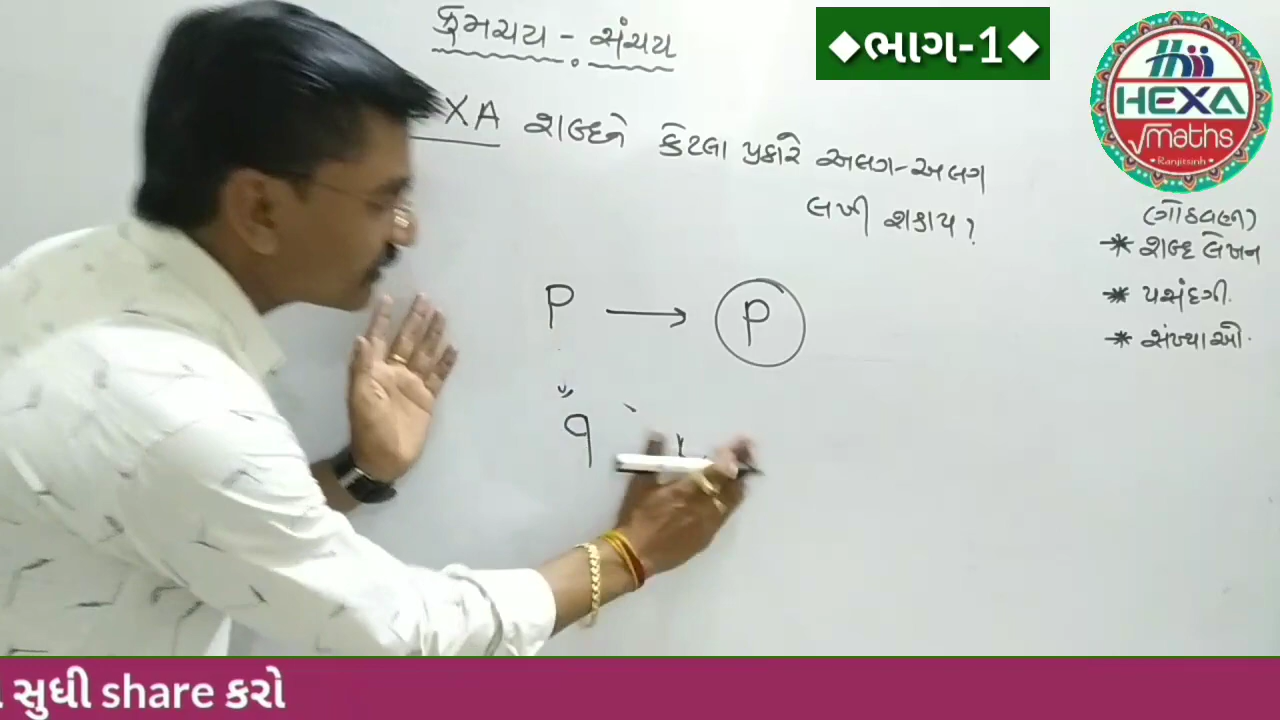 ક્રમચય - સંચય
◆ભાગ-1◆
HEXA
maths
Ranjitsinh
XA શબ્દને કેટલા પ્રકારે અલગ-અલગ
લખી શકાય?
(ગોઠવણ)
* શબ્દ લેખન
* પસંદગી.
* સંખ્યાઓ.
P → P
q
સુધી share કરો